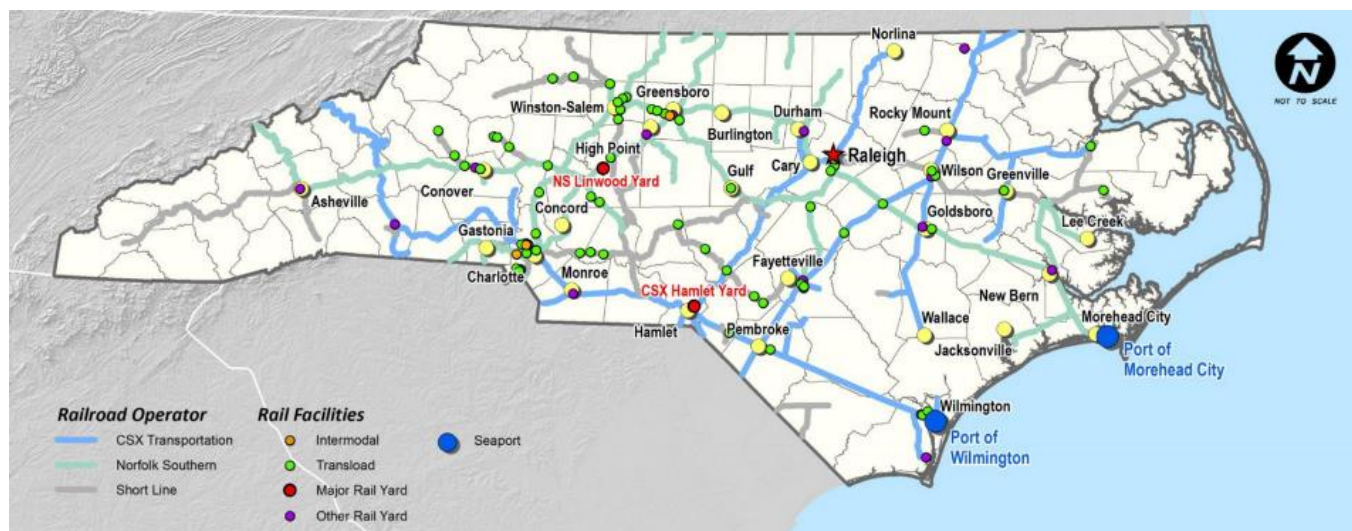 Norlina
N
NOT TO SCALE
Greensboro
Winston-Salem
Durham
Rocky Mount
Burlington
High Point
Raleigh
Cary
Wilson
Gulf
Greenville
NS Linwood Yard
Conover
Asheville
Concord
Goldsboro
Lee Creek
Gastonia
Fayetteville
Charlotte
Monroe
CSX Hamlet Yard
New Bern
Wallace
Morehead City
Hamlet
Pembroke
Jacksonville
Port of
Morehead City
Wilmington
Port of
Wilmington
Railroad Operator
CSX Transportation
Norfolk Southern
Short Line
Rail Facilities
Intermodal
Transload
Major Rail Yard
Other Rail Yard
Seaport